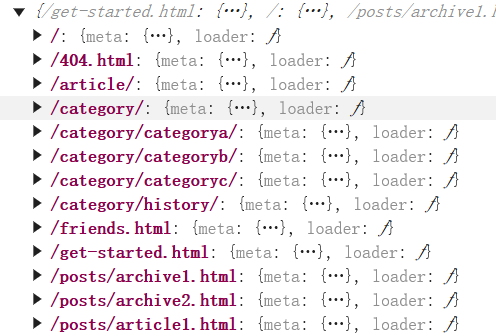 ▼ {/get-started.html: {…}, /: {…}, /posts/archive1.h
▶ /: {meta: {…}, loader: ƒ}
▶ /404.html: {meta: {…}, loader: ƒ}
▶ /article/: {meta: {…}, loader: ƒ}
▶ /category/: {meta: {…}, loader: ƒ}
▶ /category/categorya/: {meta: {…}, loader: ƒ}
▶ /category/categoryb/: {meta: {…}, loader: ƒ}
▶ /category/categoryc/: {meta: {…}, loader: ƒ}
▶ /category/history/: {meta: {…}, loader: ƒ}
▶ /friends.html: {meta: {…}, loader: ƒ}
▶ /get-started.html: {meta: {…}, loader: ƒ}
▶ /posts/archive1.html: {meta: {…}, loader: ƒ}
▶ /posts/archive2.html: {meta: {…}, loader: ƒ}
▶ /posts/article1.html: {meta: {…}, loader: ƒ}